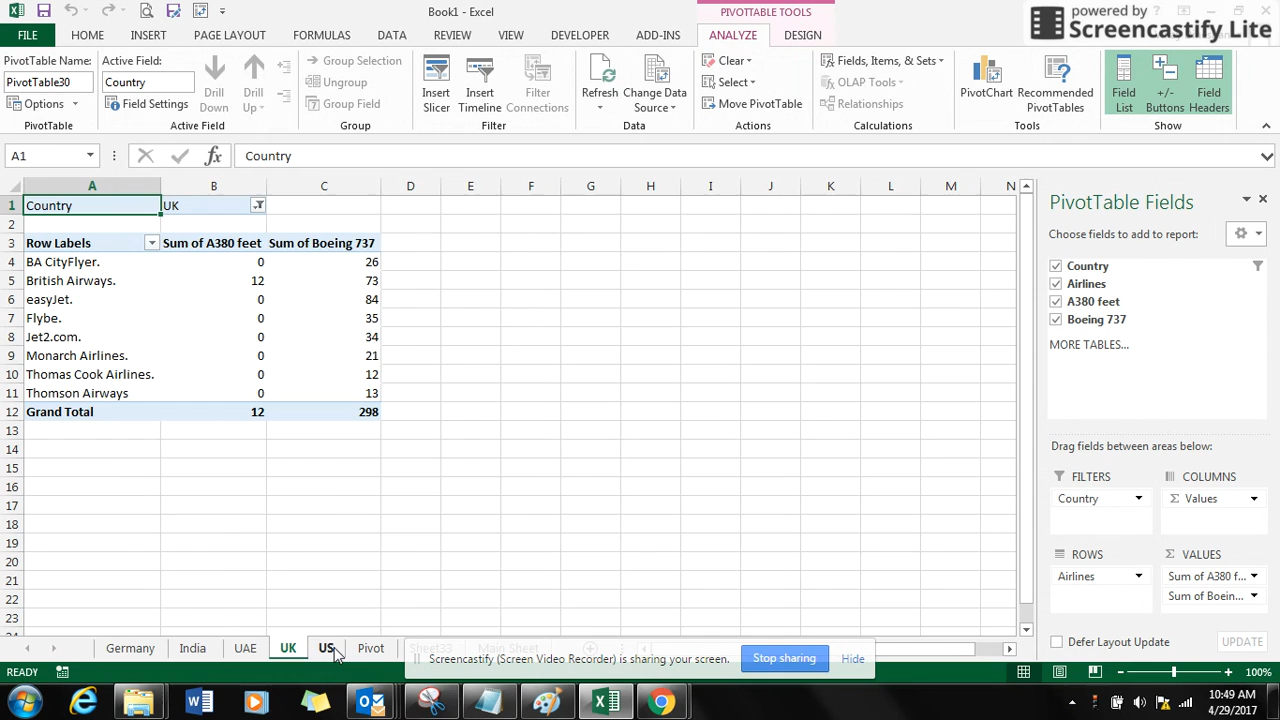 Book1 - Excel
PIVOTTABLE TOOLS
powered by
Screencastify Lite
FILE HOME INSERT PAGE LAYOUT FORMULAS DATA REVIEW VIEW DEVELOPER ADD-INS ANALYZE DESIGN
PivotTable Name:
PivotTable30
Options
PivotTable
Active Field:
Country
Field Settings
Drill Down
Drill Up
Active Field
Group Selection
Ungroup
Group Field
Group
Insert Slicer
Insert Timeline
Filter Connections
Filter
Refresh
Change Data Source
Data
Clear
Select
Move PivotTable
Actions
Fields, Items, & Sets
OLAP Tools
Relationships
Calculations
PivotChart
Recommended PivotTables
Tools
Field List
+/- Buttons
Field Headers
Show
A1 fx Country
A B C D E F G H I J K L M N
1 Country UK
2
3 Row Labels Sum of A380 feet Sum of Boeing 737
4 BA CityFlyer. 0 26
5 British Airways. 12 73
6 easyJet. 0 84
7 Flybe. 0 35
8 Jet2.com. 0 34
9 Monarch Airlines. 0 21
10 Thomas Cook Airlines. 0 12
11 Thomson Airways 0 13
12 Grand Total 12 298
13
14
15
16
17
18
19
20
21
22
23
PivotTable Fields
Choose fields to add to report:
Country
Airlines
A380 feet
Boeing 737
MORE TABLES...
Drag fields between areas below:
FILTERS
Country
COLUMNS
Σ Values
ROWS
Airlines
Σ VALUES
Sum of A380 f...
Sum of Boein...
Defer Layout Update UPDATE
Germany India UAE UK US Pivot Sheet33 Main Sheet
Screencastify (Screen Video Recorder) is sharing your screen. Stop sharing Hide
READY 100%
10:49 AM
4/29/2017